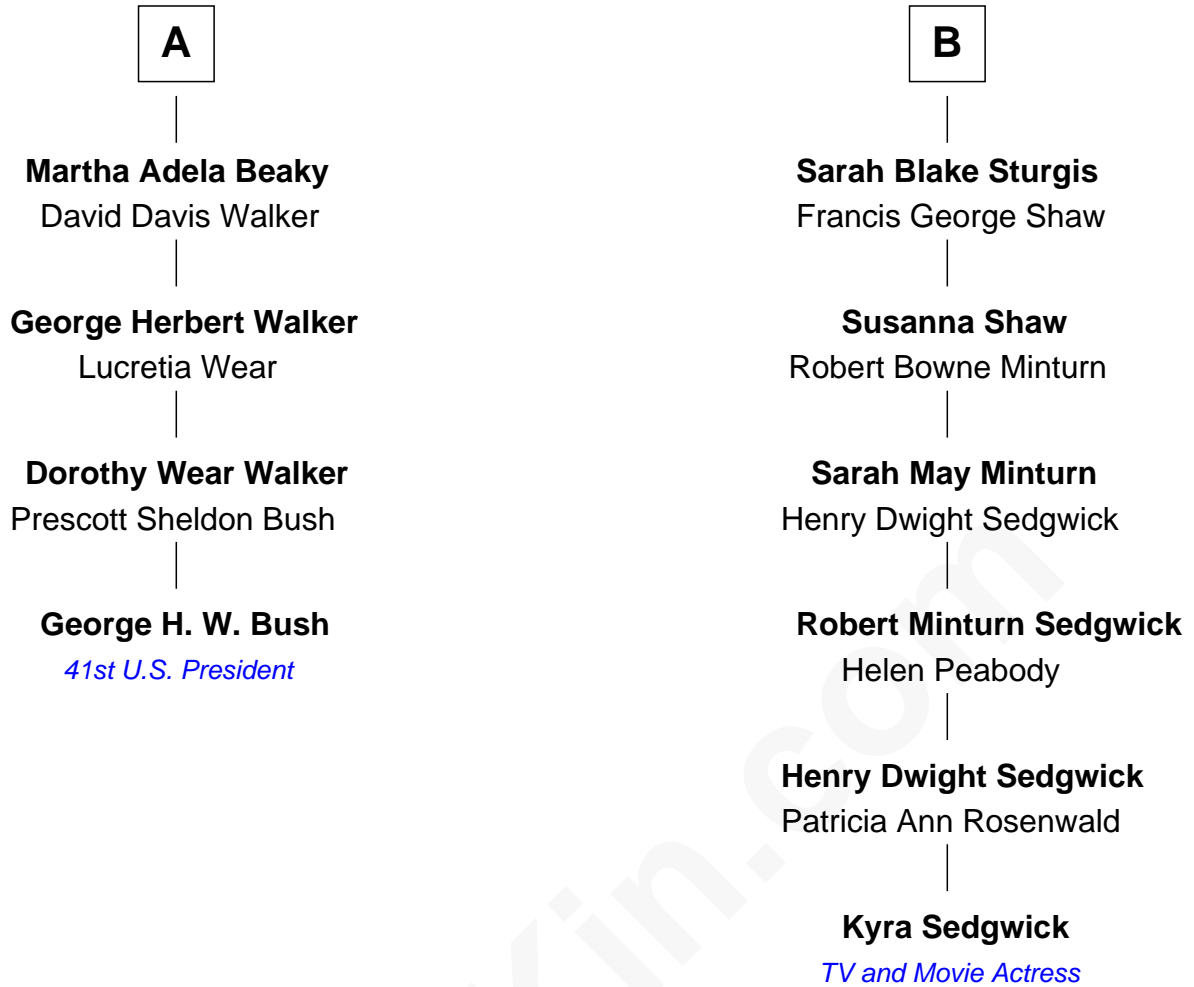 A
Martha Adela Beaky
David Davis Walker
George Herbert Walker
Lucretia Wear
Dorothy Wear Walker
Prescott Sheldon Bush
George H. W. Bush
41st U.S. President
B
Sarah Blake Sturgis
Francis George Shaw
Susanna Shaw
Robert Bowne Minturn
Sarah May Minturn
Henry Dwight Sedgwick
Robert Minturn Sedgwick
Helen Peabody
Henry Dwight Sedgwick
Patricia Ann Rosenwald
Kyra Sedgwick
TV and Movie Actress
Kin.com